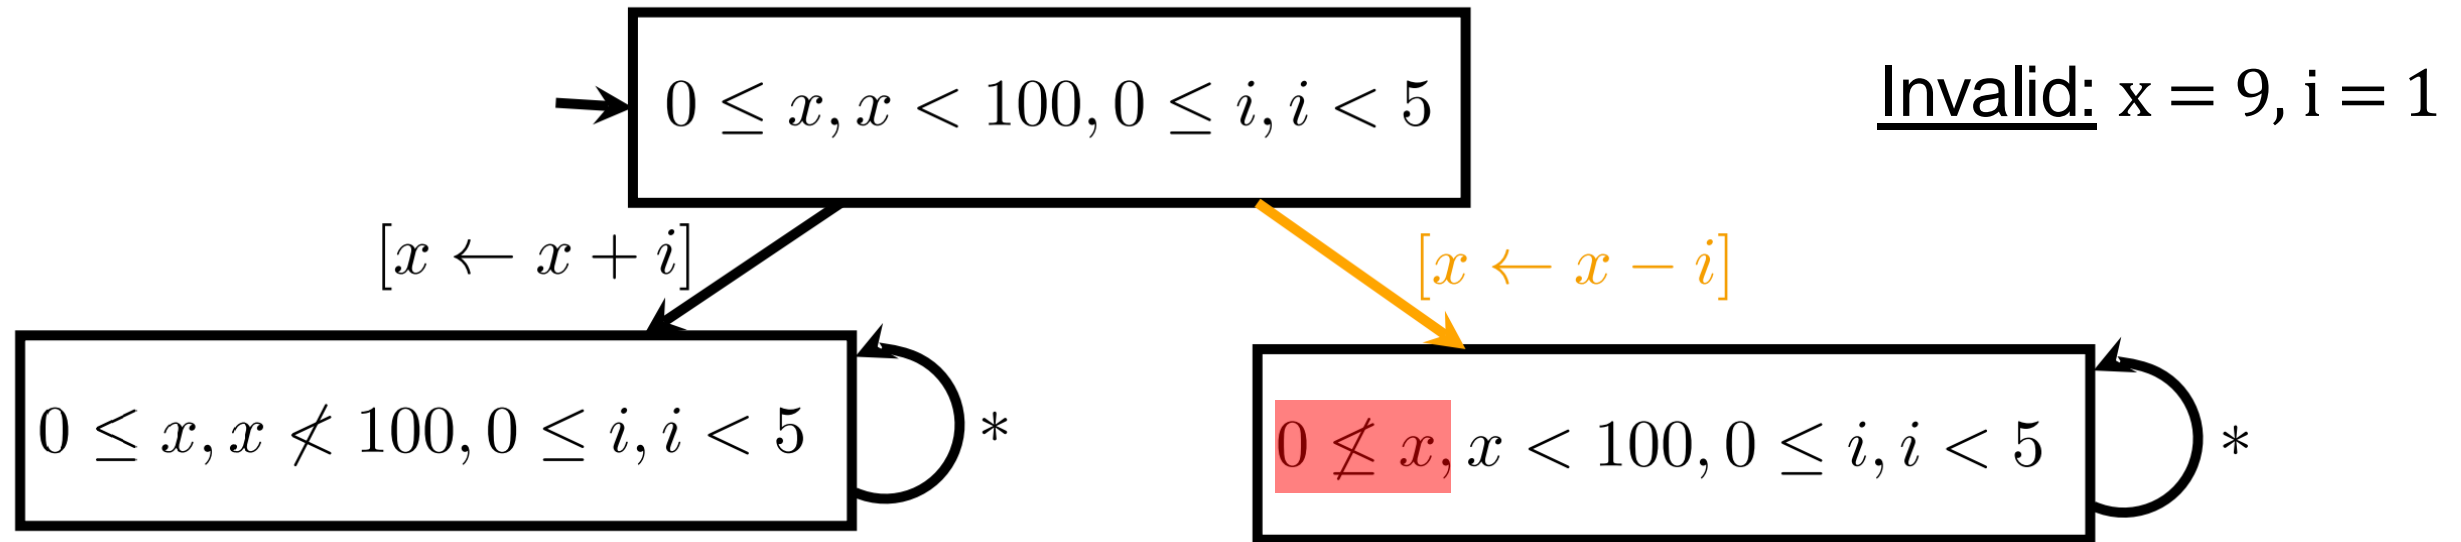 0 ≤ x, x < 100, 0 ≤ i, i < 5
Invalid: x = 9, i = 1
[x ← x + i]
[x ← x − i]
0 ≤ x, x ≮ 100, 0 ≤ i, i < 5
*
0 ≰ x, x < 100, 0 ≤ i, i < 5
*